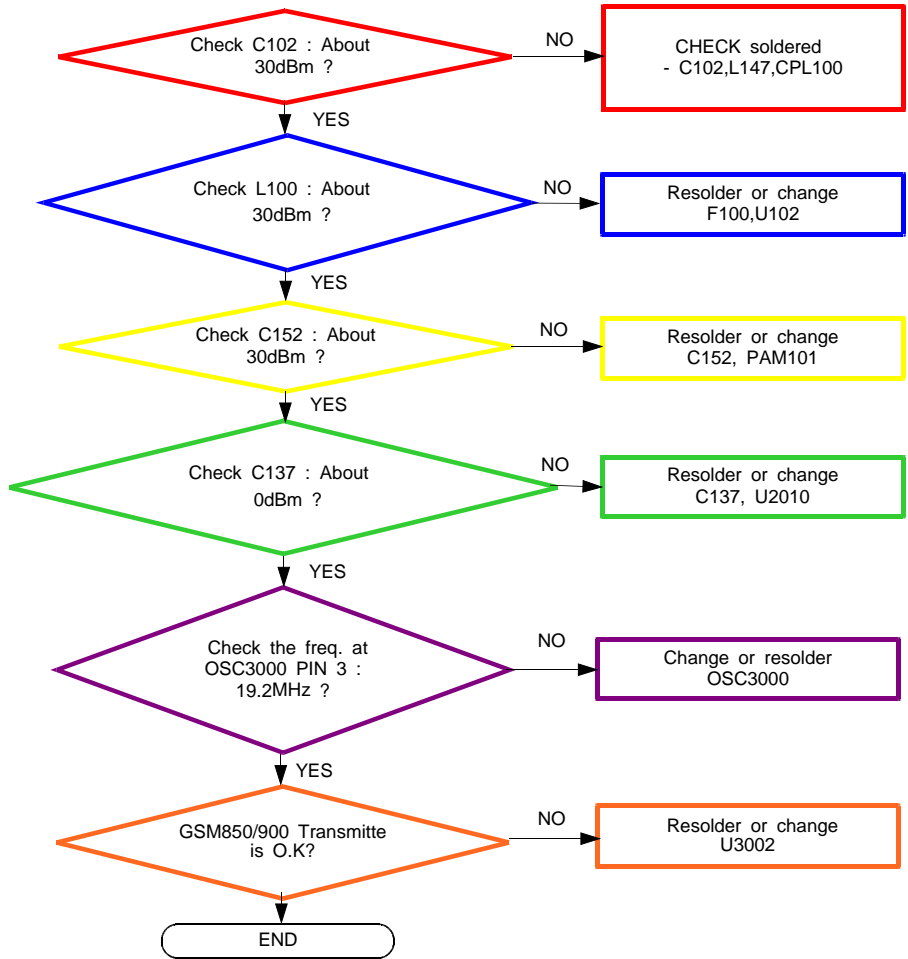 Check C102 : About
30dBm ?
NO
CHECK soldered
- C102,L147,CPL100
YES
Check L100 : About
30dBm ?
NO
Resolder or change
F100,U102
YES
Check C152 : About
30dBm ?
NO
Resolder or change
C152, PAM101
YES
Check C137 : About
0dBm ?
NO
Resolder or change
C137, U2010
YES
Check the freq. at
OSC3000 PIN 3 :
19.2MHz ?
NO
Change or resolder
OSC3000
YES
GSM850/900 Transmitte
is O.K?
NO
Resolder or change
U3002
END